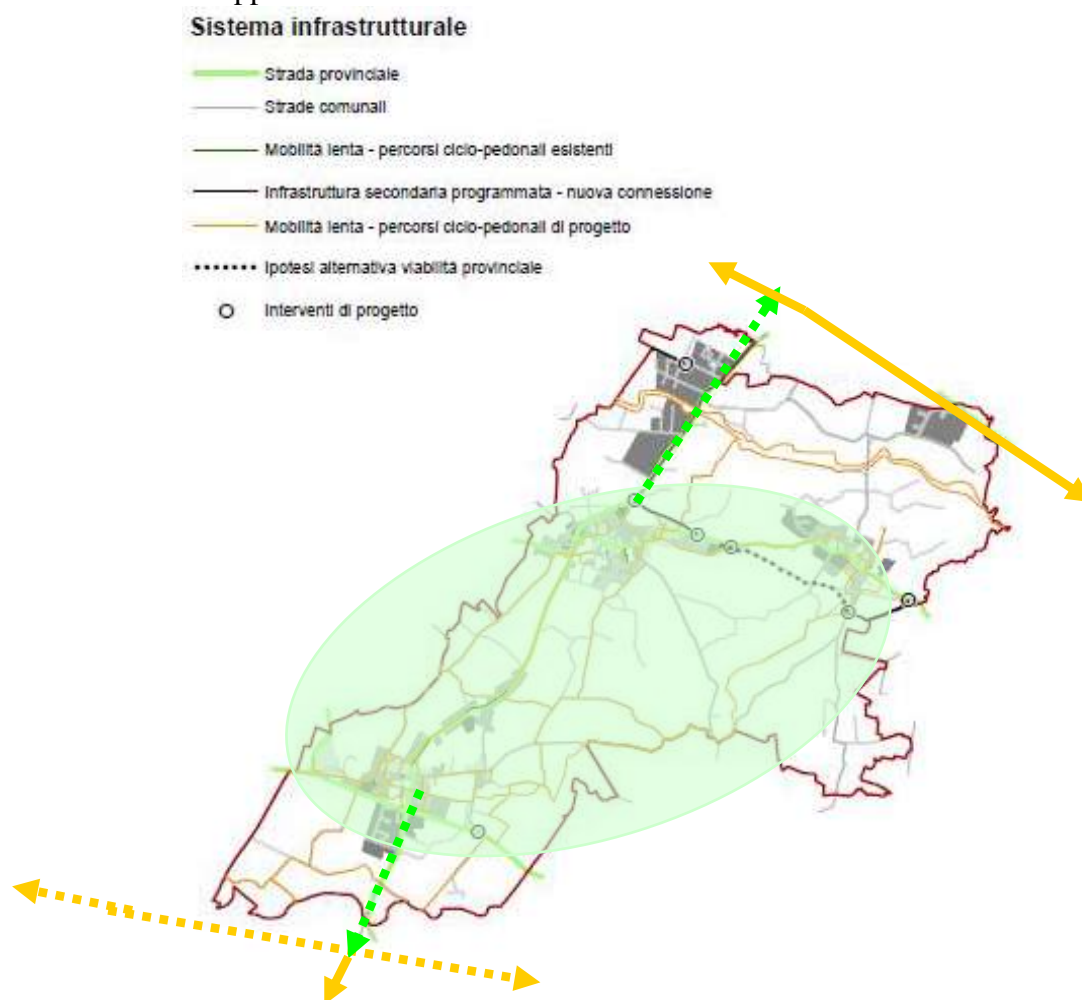 Sistema infrastrutturale
Strada provinciale
Strade comunali
Mobilità lenta - percorsi ciclo-pedonali esistenti
Infrastruttura secondaria programmata - nuova connessione
Mobilità lenta - percorsi ciclo-pedonali di progetto
Ipotesi alternativa viabilità provinciale
Interventi di progetto